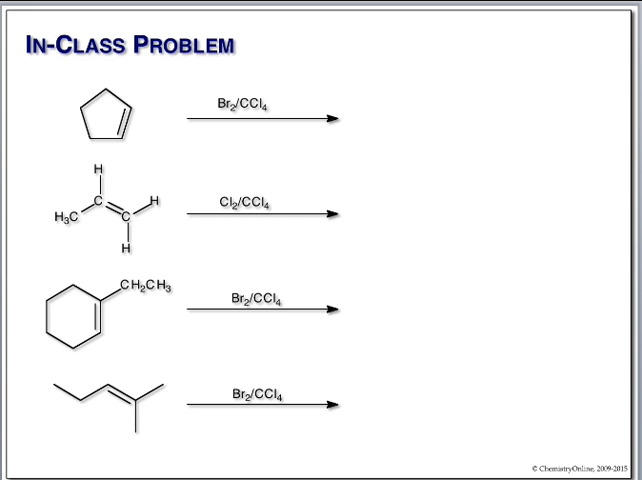 IN-CLASS PROBLEM
Br2/CCl4
H
C
H
H3C
C
H
Cl2/CCl4
CH2CH3
Br2/CCl4
Br2/CCl4
© ChemistryOnline, 2009-2015